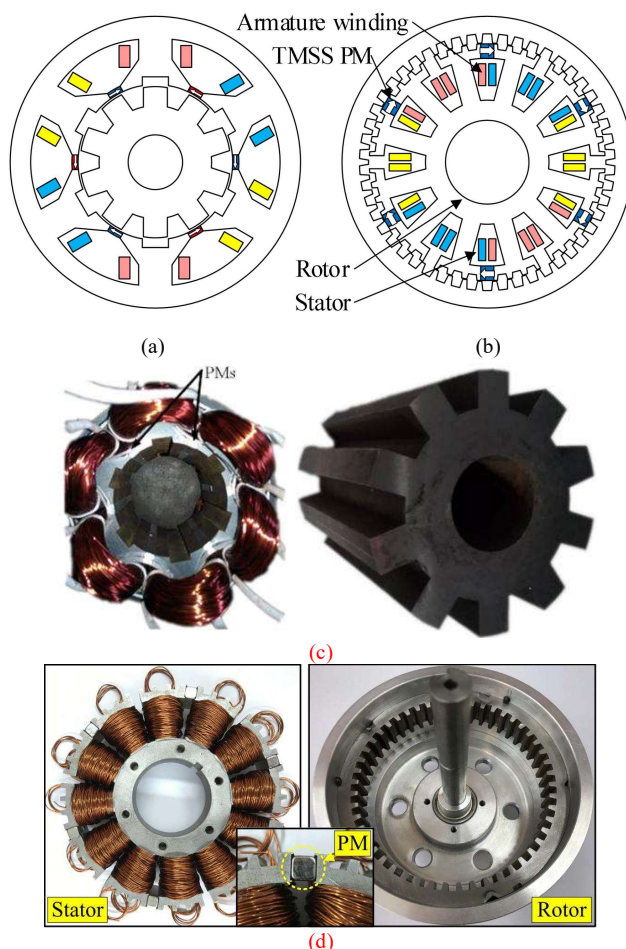 Armature winding
TMSS PM
Rotor
Stator
(a)
(b)
PMs
(c)
PM
Stator
Rotor
(d)